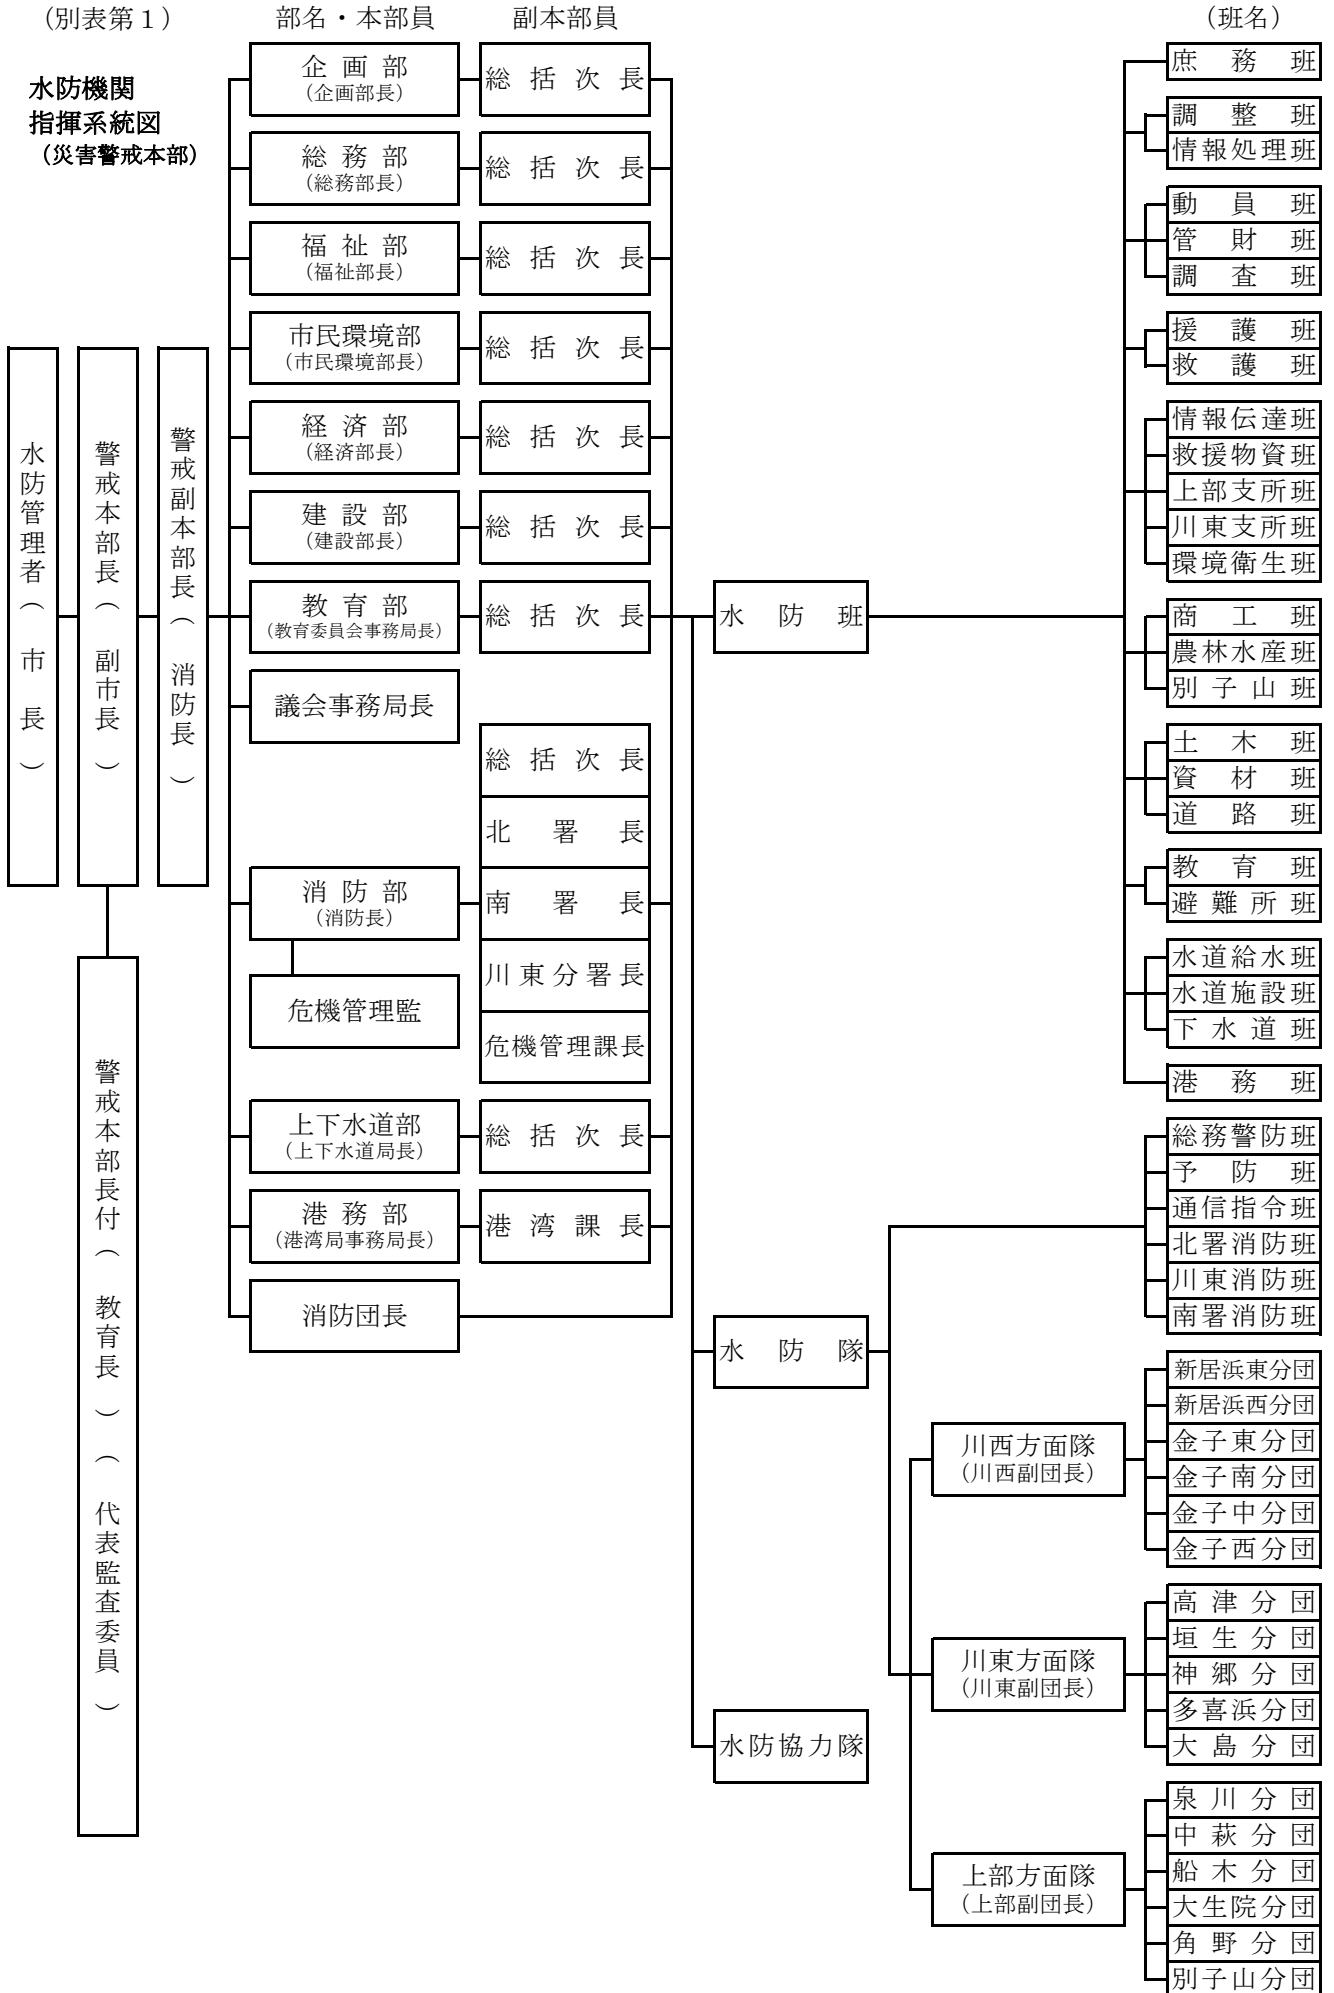 (別表第１)
部名・本部員
副本部員
(班名)
水防機関
指揮系統図
(災害警戒本部)
水防管理者（市長）
警戒本部長（副市長）
警戒副本部長（消防長）
警戒本部長付（教育長）（代表監査委員）
企画部
(企画部長)
総括次長
総務部
(総務部長)
総括次長
福祉部
(福祉部長)
総括次長
市民環境部
(市民環境部長)
総括次長
経済部
(経済部長)
総括次長
建設部
(建設部長)
総括次長
教育部
(教育委員会事務局長)
総括次長
議会事務局長
消防部
(消防長)
危機管理監
総括次長
北署長
南署長
川東分署長
危機管理課長
上下水道部
(上下水道局長)
総括次長
港務部
(港湾局事務局長)
港湾課長
消防団長
水防班
水防隊
水防協力隊
川西方面隊
(川西副団長)
川東方面隊
(川東副団長)
上部方面隊
(上部副団長)
庶務班
調整班
情報処理班
動員班
管財班
調査班
援護班
救護班
情報伝達班
救援物資班
上部支所班
川東支所班
環境衛生班
商工班
農林水産班
別子山班
土木班
資材班
道路班
教育班
避難所班
水道給水班
水道施設班
下水道班
港務班
総務警防班
予防班
通信指令班
北署消防班
川東消防班
南署消防班
新居浜東分団
新居浜西分団
金子東分団
金子南分団
金子中分団
金子西分団
高津分団
垣生分団
神郷分団
多喜浜分団
大島分団
泉川分団
中萩分団
船木分団
大生院分団
角野分団
別子山分団